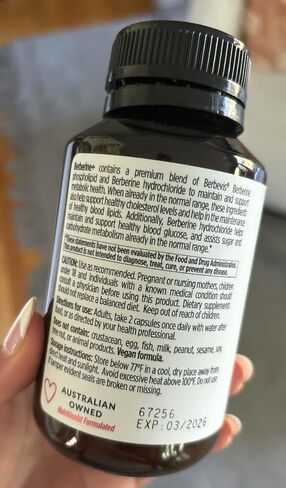 Berberine+ contains a premium blend of Berbevis® Berberine
phospholipid and Berberine hydrochloride to maintain and support
metabolic health. When already in the normal range, these ingredients
also help support healthy cholesterol levels and help in the maintenance
of healthy blood lipids. Additionally, Berberine hydrochloride helps
maintain and support healthy blood glucose, and assists sugar and
carbohydrate metabolism already in the normal range.*
*These statements have not been evaluated by the Food and Drug Administration.
The product is not intended to diagnose, treat, cure, or prevent any disease.
CAUTION: Use as recommended. Pregnant or nursing mothers, children
under 18 and individuals with a known medical condition should
consult a physician before using this product. Dietary supplements
should not replace a balanced diet. Keep out of reach of children.
Directions for use: Adults, take 2 capsules once daily with water after
food, or as directed by your health professional.
Does not contain: crustacean, egg, fish, milk, peanut, sesame, soy,
tree nut, or animal products. Vegan formula.
Storage instructions: Store below 77°F in a cool, dry place away from
direct heat and sunlight. Avoid excessive heat above 100°F. Do not use
if tamper evident seals are broken or missing.
AUSTRALIAN
OWNED
Nutritionist Formulated
67256
EXP:03/2026